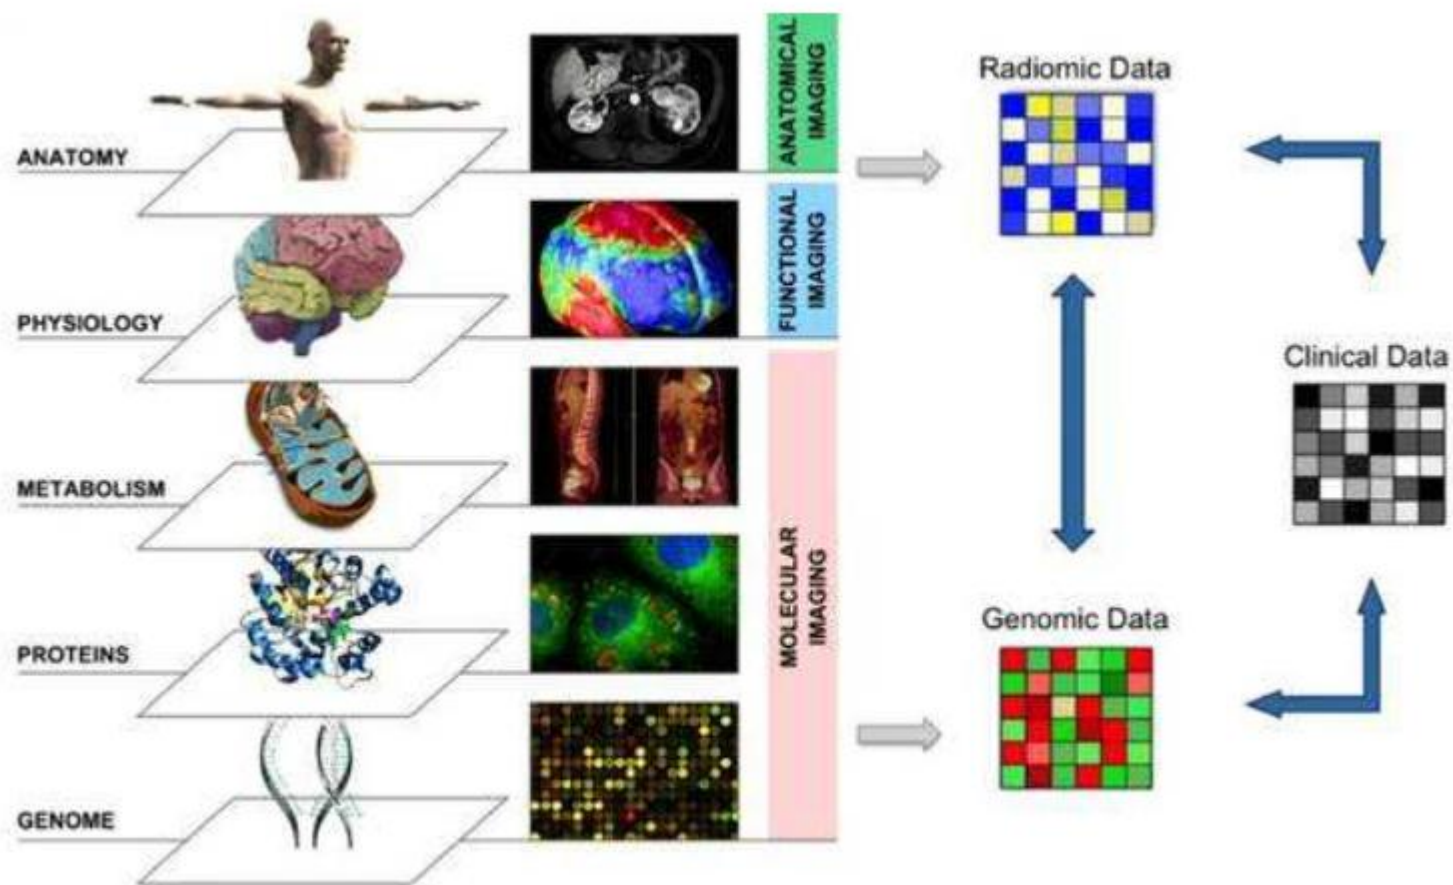 ANATOMY
PHYSIOLOGY
METABOLISM
PROTEINS
GENOME
ANATOMICAL
IMAGING
FUNCTIONAL
IMAGING
MOLECULAR
IMAGING
Radiomic Data
Clinical Data
Genomic Data